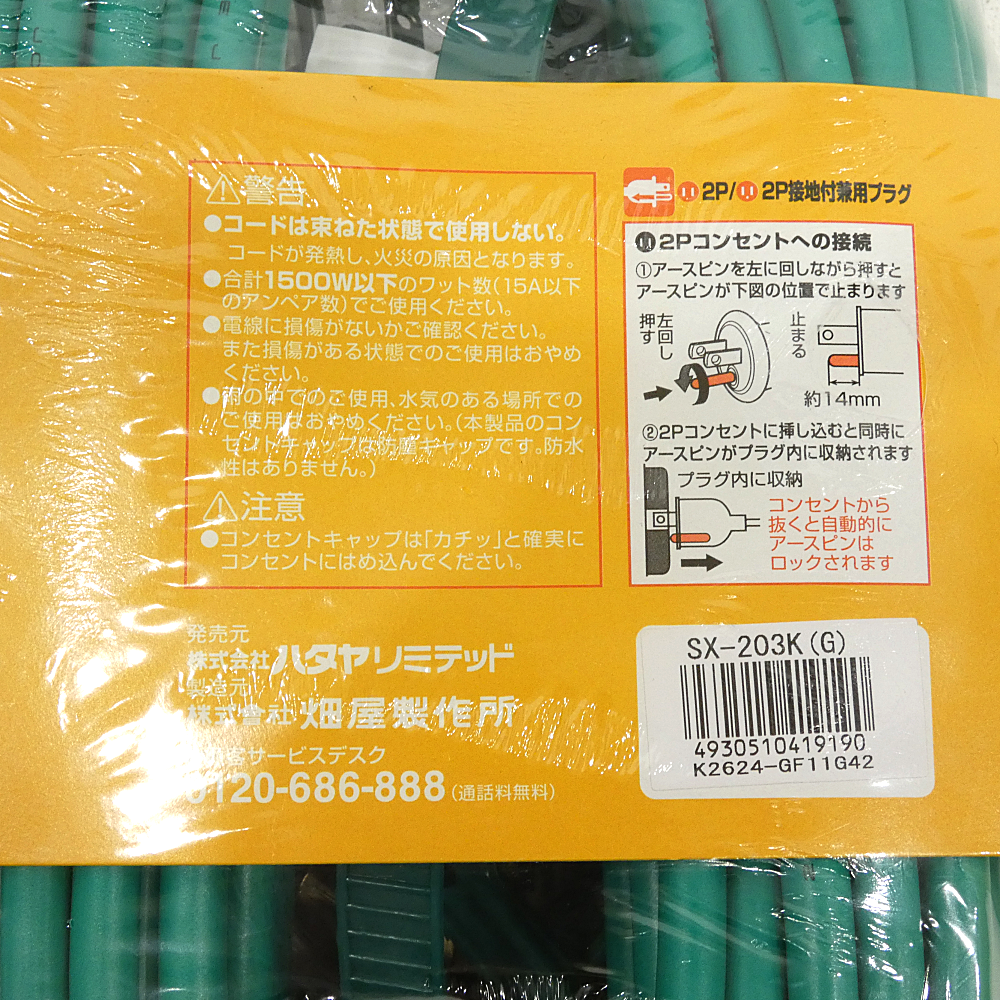 警告
●コードは束ねた状態で使用しない。
コードが発熱し、火災の原因となります。
●合計1500W以下のワット数(15A以下
のアンペア数)でご使用ください。
●電線に損傷がないかご確認ください。
また損傷がある状態でのご使用はおやめ
ください。
●雨の中でのご使用、水気のある場所での
ご使用はおやめください。(本製品のコン
セントキャップは防塵キャップです。防水
性はありません。)
注意
●コンセントキャップは「カチッ」と確実に
コンセントにはめ込んでください。
発売元
株式会社ハタヤリミテッド
製造元
株式会社 畑屋製作所
客サービスデスク
0120-686-888(通話料無料)
2P/2P接地付兼用プラグ
2Pコンセントへの接続
①アースピンを左に回しながら押すと
アースピンが下図の位置で止まります
左回し
押す
止まる
約14mm
②2Pコンセントに挿し込むと同時に
アースピンがプラグ内に収納されます
プラグ内に収納
コンセントから
抜くと自動的に
アースピンは
ロックされます
SX-203K(G)
4930510419190
K2624-GF11G42